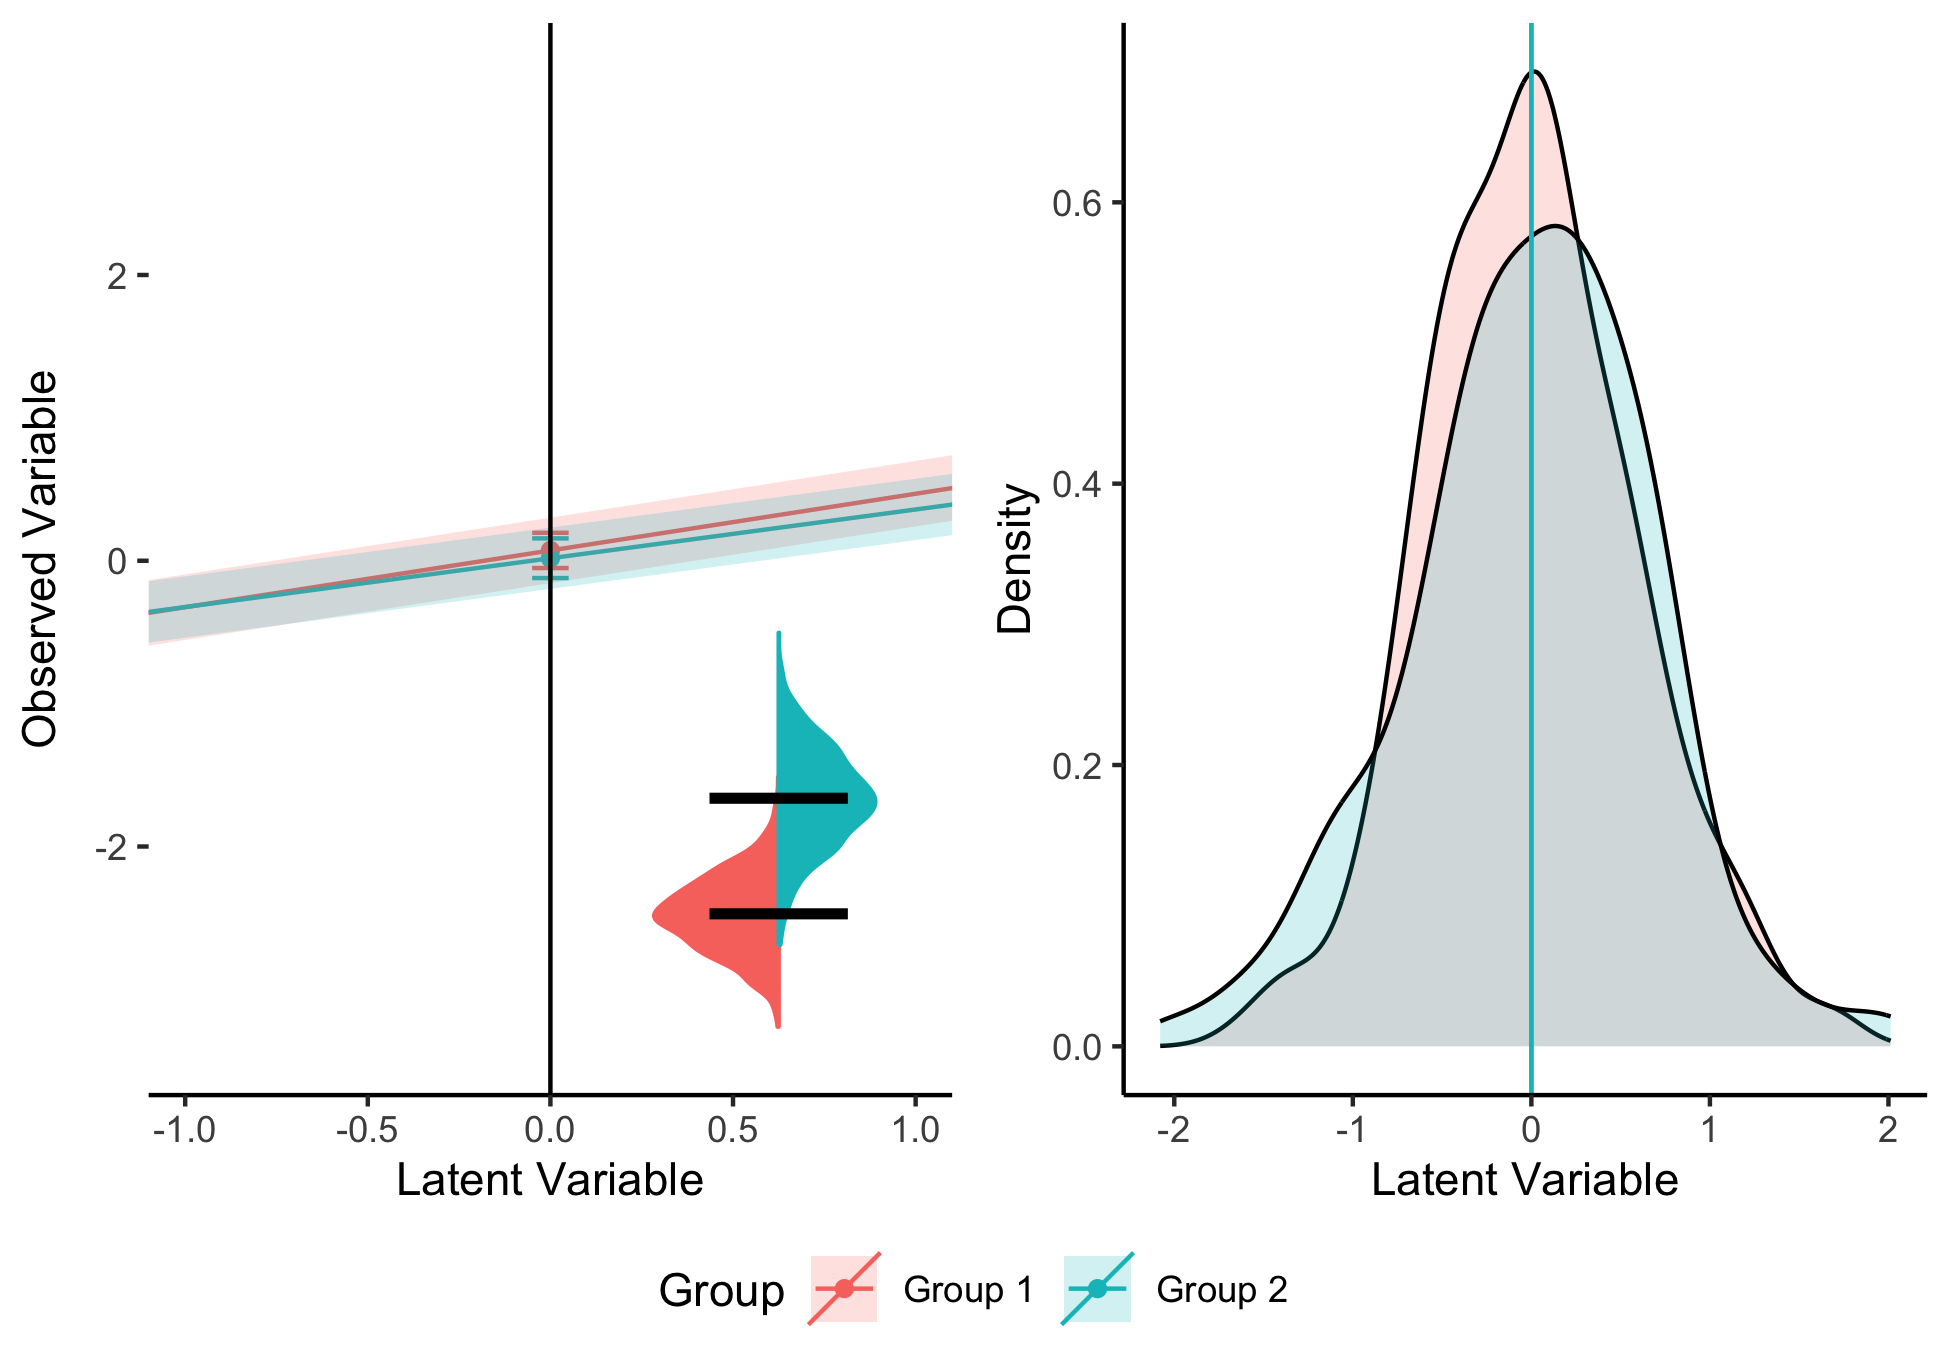 Observed Variable
2
0
-2
-1.0 -0.5 0.0 0.5 1.0
Latent Variable
Density
0.6
0.4
0.2
0.0
-2 -1 0 1 2
Latent Variable
Group Group 1 Group 2